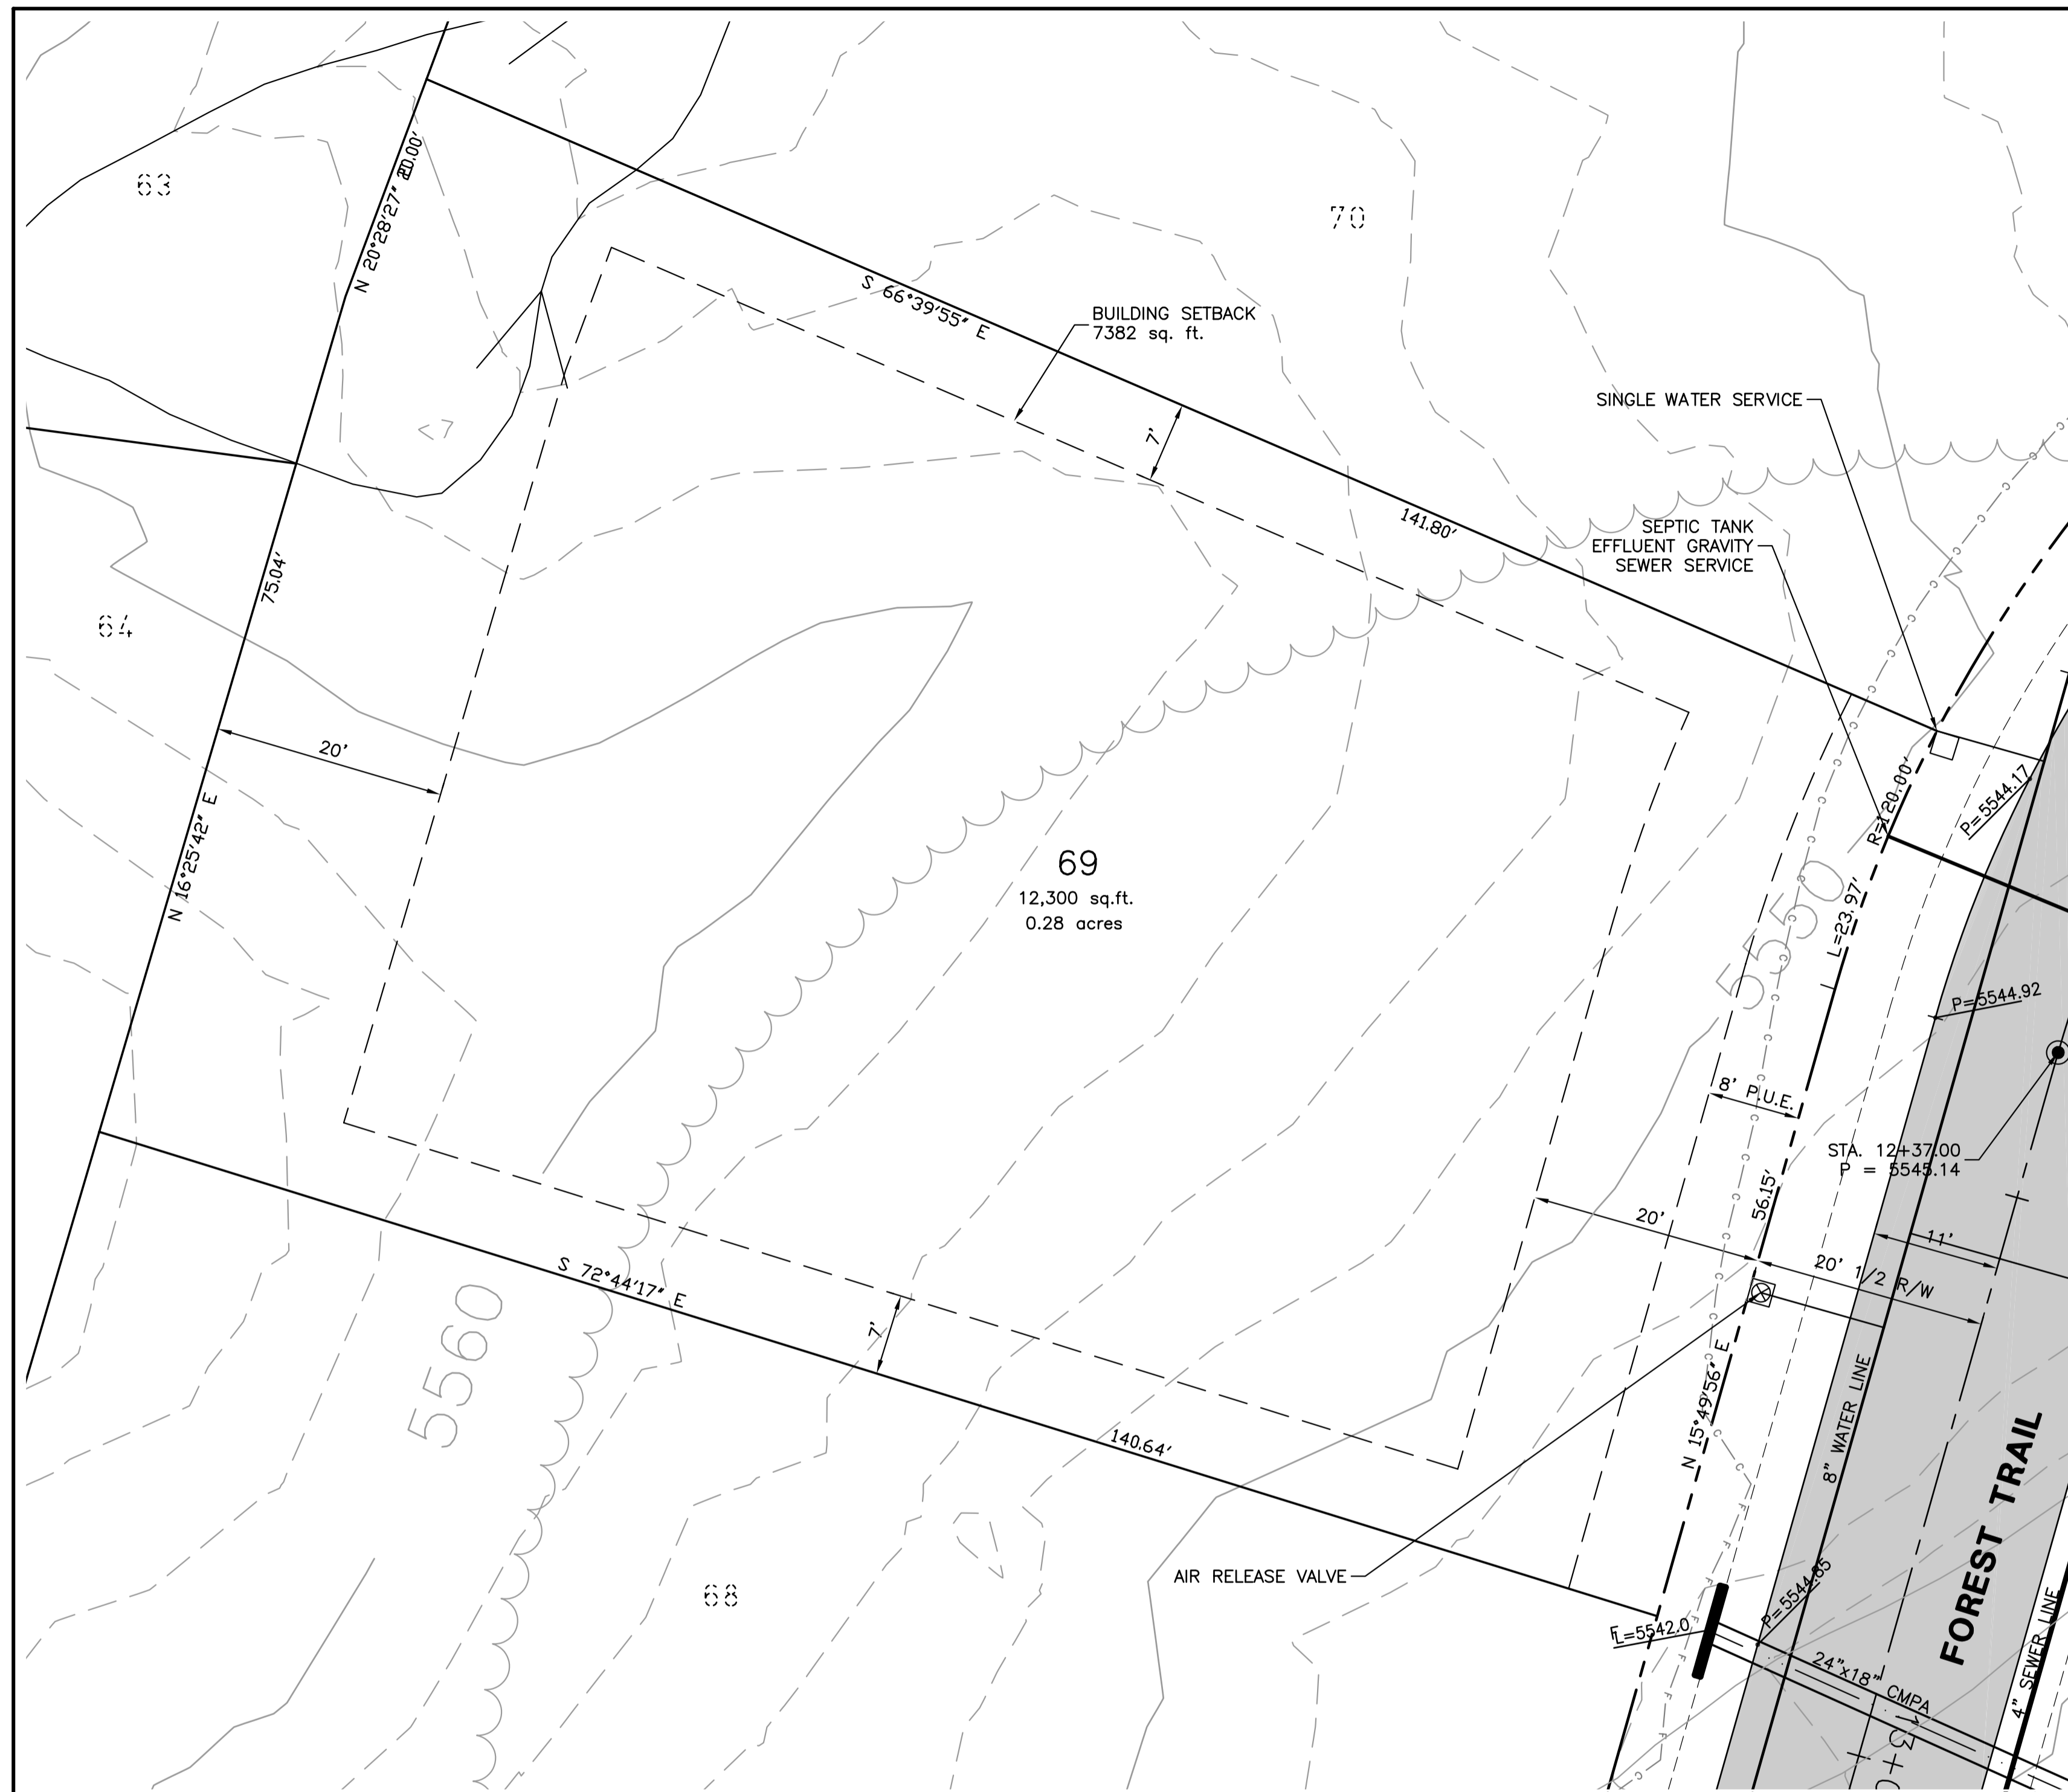 63
N 20°28'27" E
20.00'
70
S 66°39'55" E
BUILDING SETBACK
7382 sq. ft.
7'
141.80'
SINGLE WATER SERVICE
SEPTIC TANK
EFFLUENT GRAVITY
SEWER SERVICE
75.04'
64
20'
N 16°25'42" E
69
12,300 sq.ft.
0.28 acres
R=120.00'
L=23.97'
P=5544.17
5550
P=5544.92
8' P.U.E.
STA. 12+37.00
P = 5545.14
56.15'
20'
11'
20' 1/2 R/W
S 72°44'17" E
7'
5560
N 15°49'56" E
8" WATER LINE
140.64'
FOREST TRAIL
AIR RELEASE VALVE
68
P=5544.85
FL=5542.0
24"x18" CMPA
4" SEWER LINE